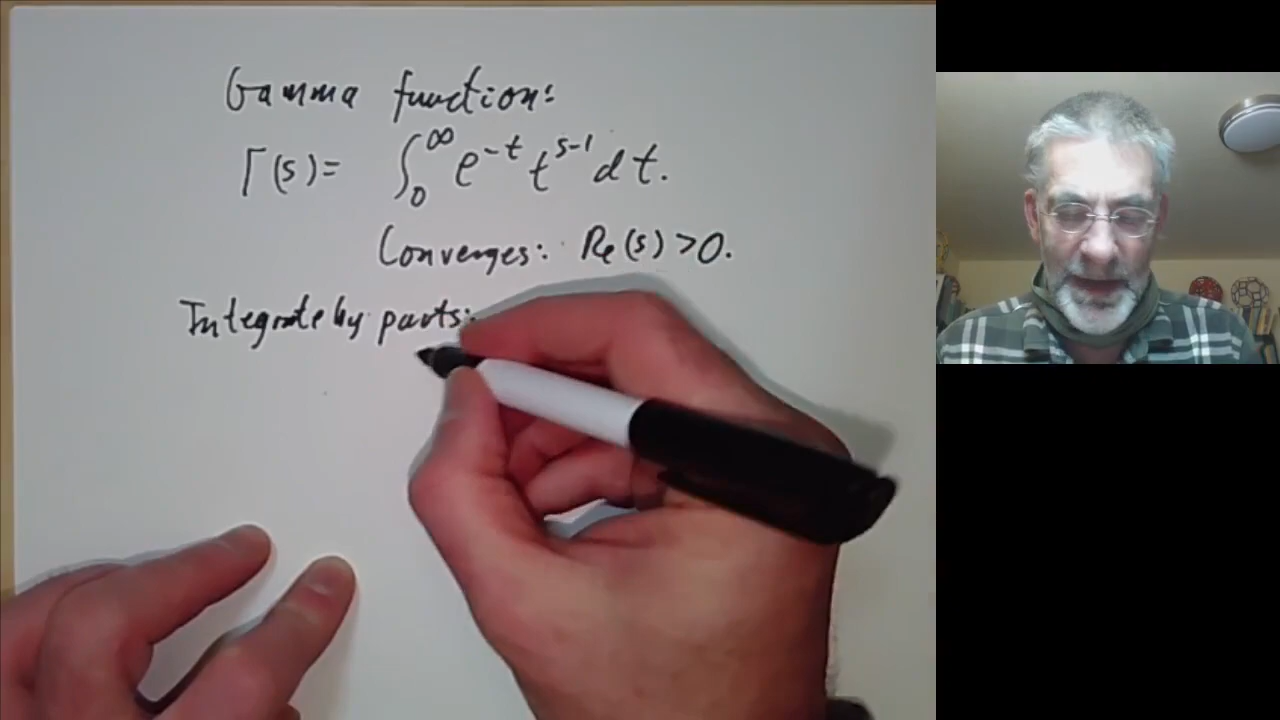 Gamma function:
Γ(s) = ∫₀^∞ e^{-t} t^{s-1} dt.
Converges: Re(s) > 0.
Integrate by parts: